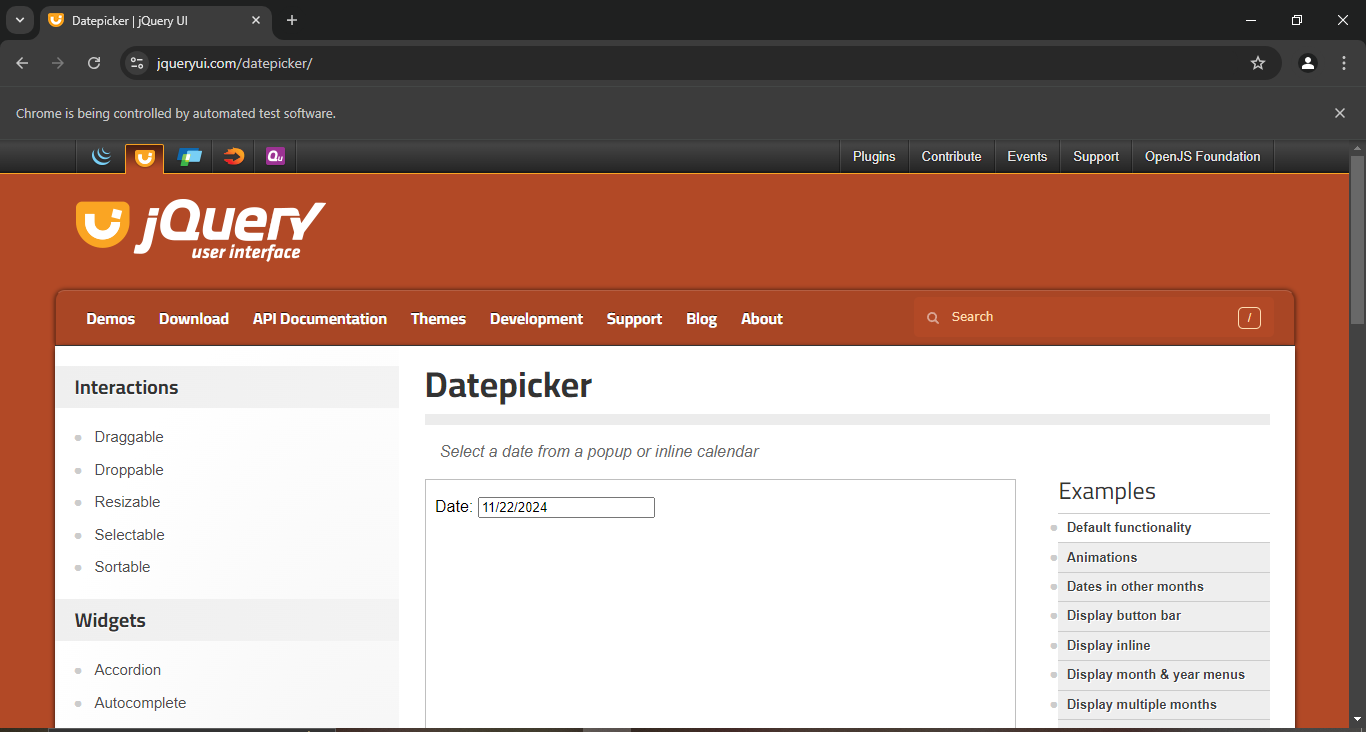 Datepicker | jQuery UI
jqueryui.com/datepicker/
Chrome is being controlled by automated test software.
Qu
Plugins
Contribute
Events
Support
OpenJS Foundation
jQuery
user interface
Demos
Download
API Documentation
Themes
Development
Support
Blog
About
Search
/
Interactions
Draggable
Droppable
Resizable
Selectable
Sortable
Widgets
Accordion
Autocomplete
Datepicker
Select a date from a popup or inline calendar
Date: 11/22/2024
Examples
Default functionality
Animations
Dates in other months
Display button bar
Display inline
Display month & year menus
Display multiple months